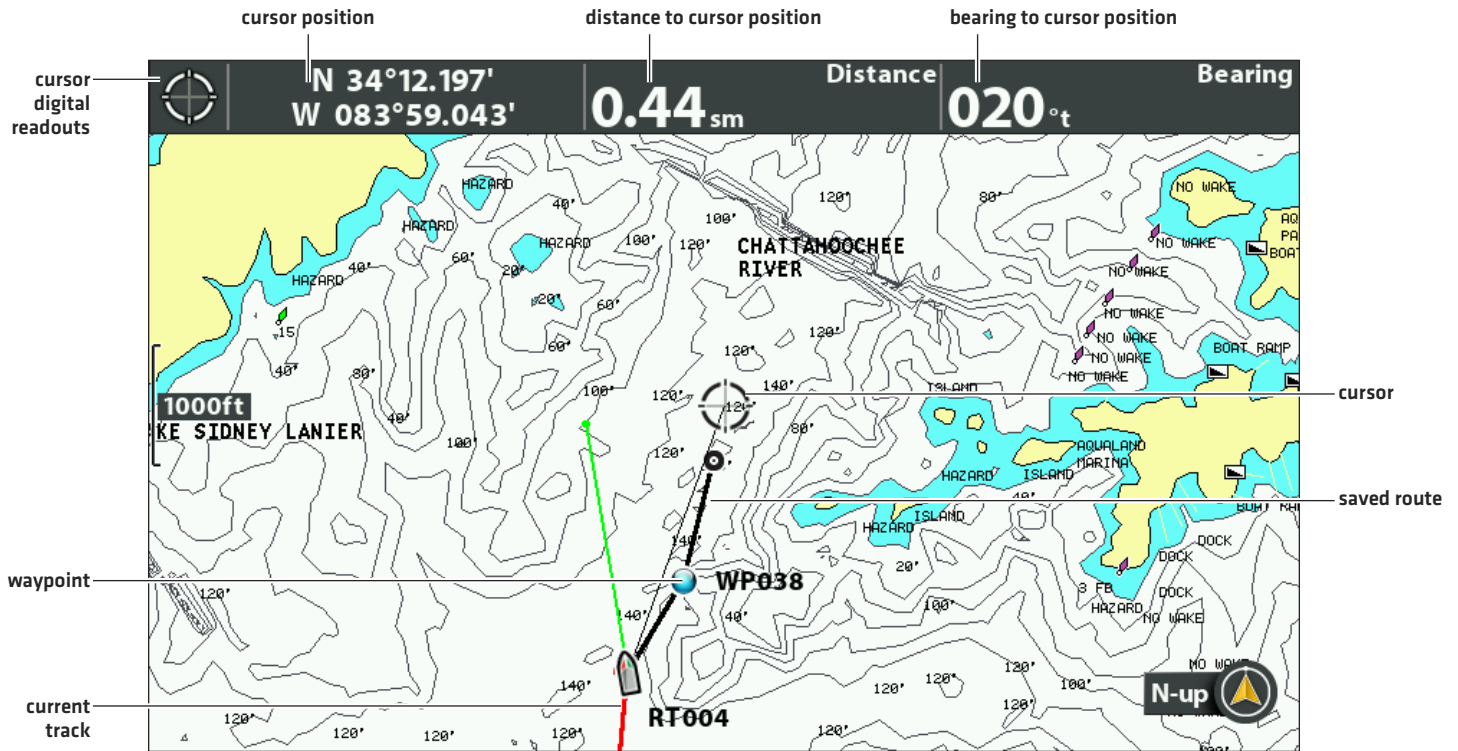 cursor position
distance to cursor position
bearing to cursor position
cursor
digital
readouts
N 34°12.197'
W 083°59.043'
Distance
0.44 sm
Bearing
020 °t
HAZARD
NO WAKE
40'
120'
80'
HAZARD
100'
HAZARD
100'
120'
CHATTAHOOCHEE
RIVER
NO WAKE
60'
20'
HAZARD
40'
NO WAKE
20'
60'
NO WAKE
15
120'
NO WAKE
60'
120'
NO WAKE
BOAT RAMP
40'
80'
NO WAKE
100'
120'
140'
ISLAND
cursor
1000ft
40'
KE SIDNEY LANIER
100'
80'
120'
AQUALAND
MARINA
HAZARD
ISLAND
40'
saved route
ISLAND
HAZARD
140'
DOCK
DOCK
20'
waypoint
WP038
3 FB
DOCK
120'
140'
40'
100'
HAZARD
NO WAKE
120'
140'
120'
120'
100'
N-up
current
track
RT004
120'
120'
120'
120'
120'